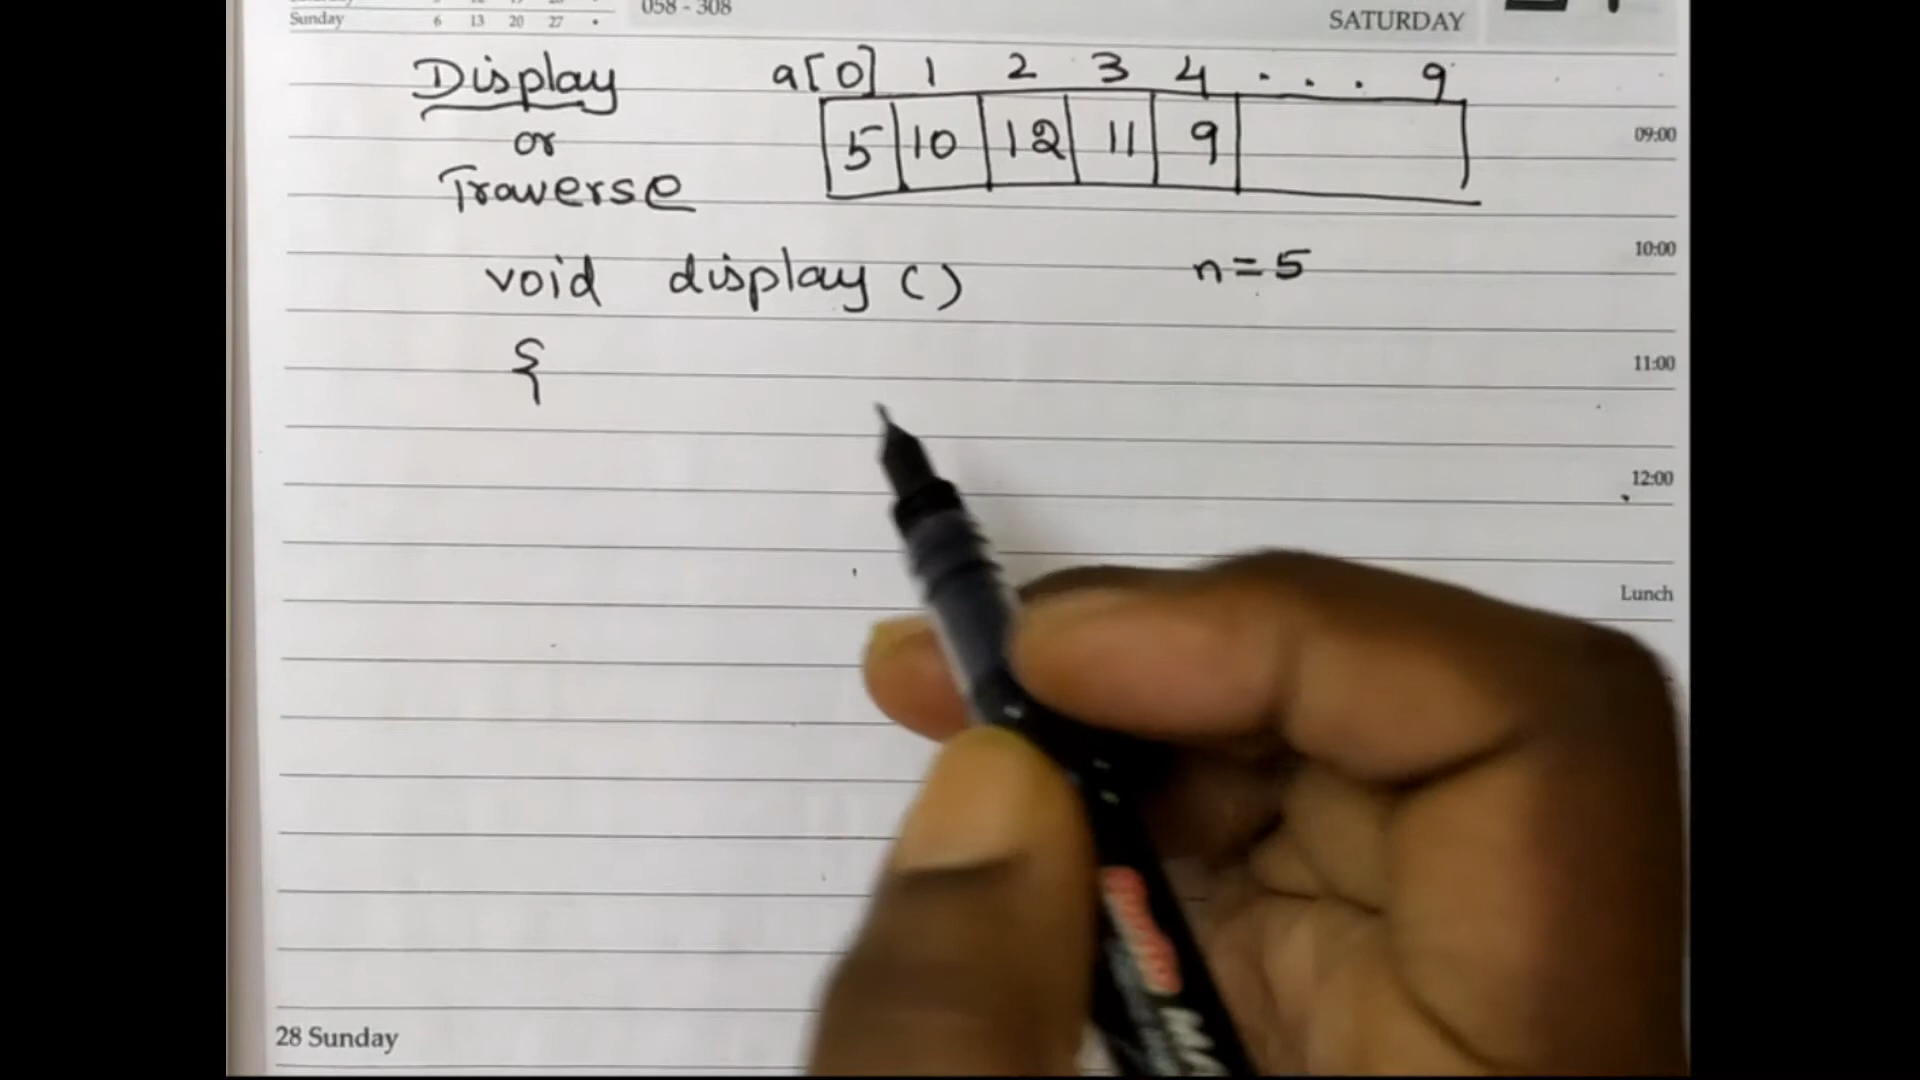 Sunday 6 13 20 27
058 - 308
SATURDAY
Display a[0] 1 2 3 4 . . . 9
or 5 10 12 11 9
09:00
Traverse
10:00
void display () n=5
{
11:00
12:00
Lunch
28 Sunday